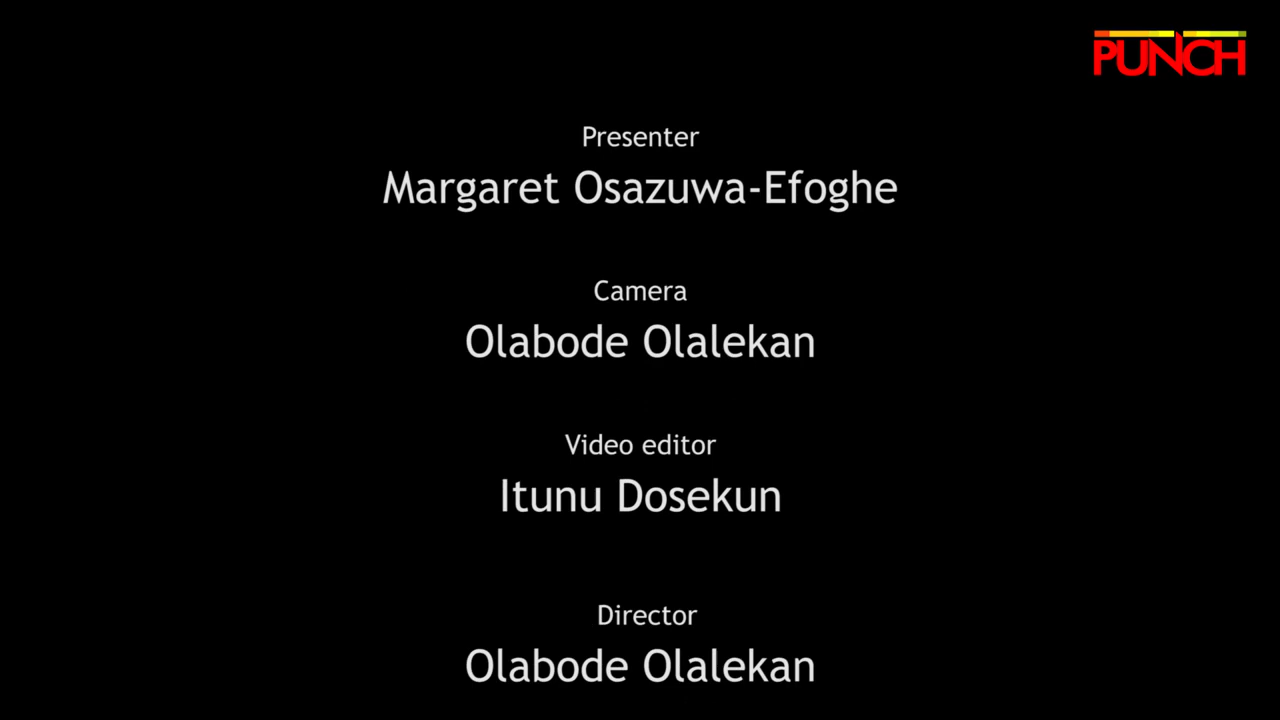 PUNCH
Presenter
Margaret Osazuwa-Efoghe
Camera
Olabode Olalekan
Video editor
Itunu Dosekun
Director
Olabode Olalekan